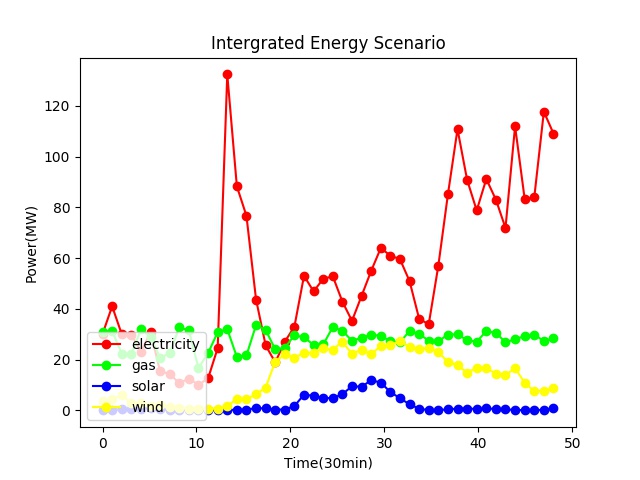 Intergrated Energy Scenario
Power(MW)
120
100
80
60
40
20
0
electricity
gas
solar
wind
0 10 20 30 40 50
Time(30min)